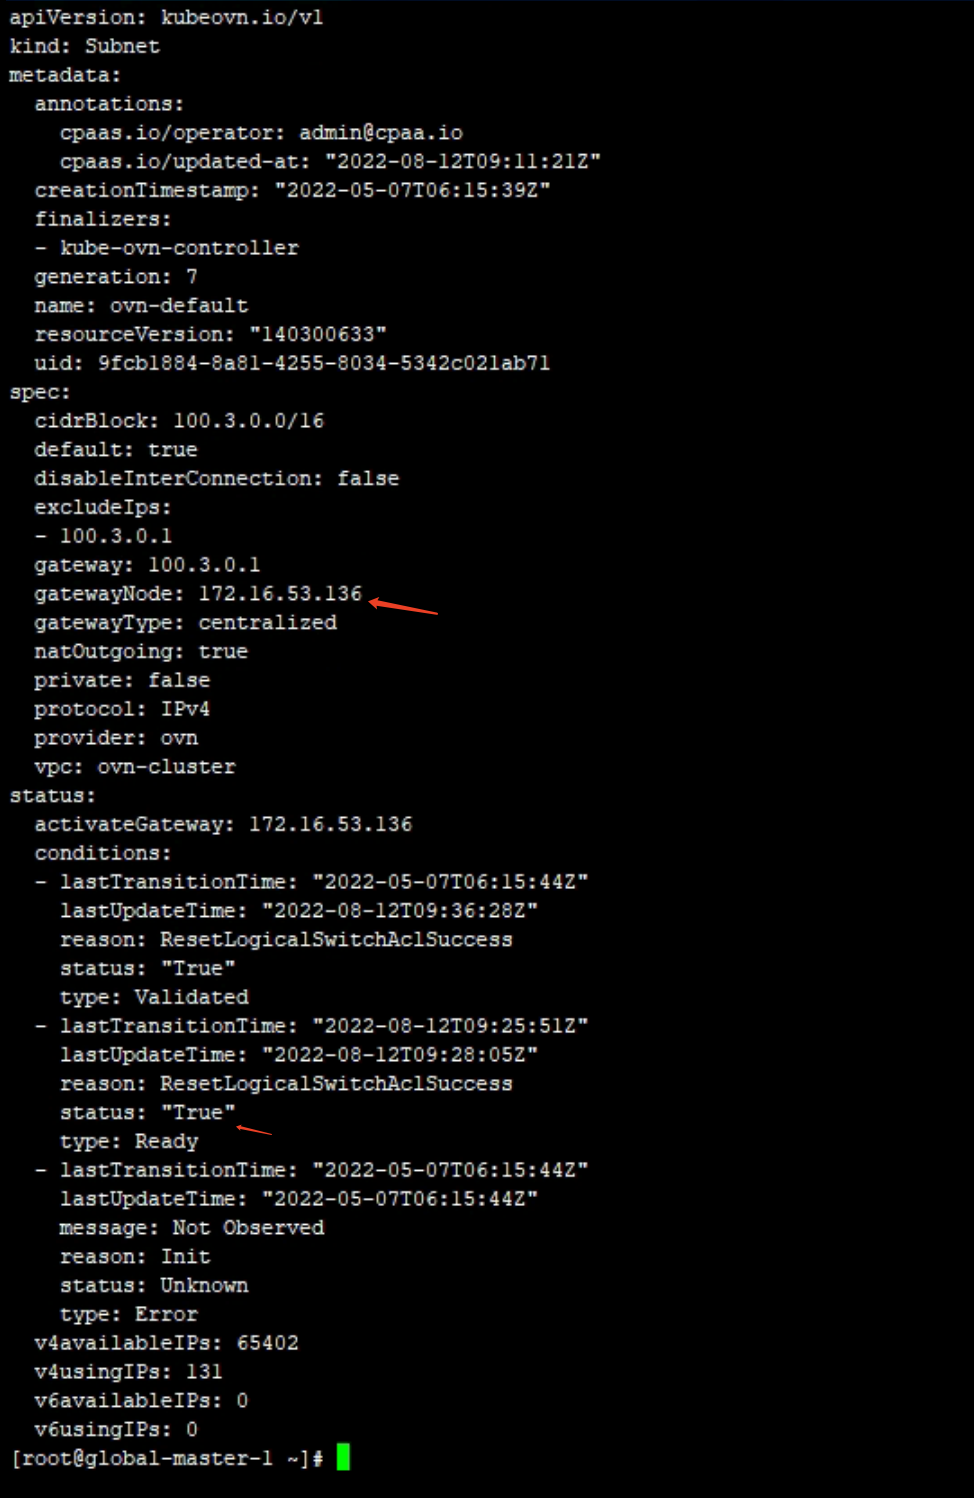 apiVersion: kubeovn.io/v1
kind: Subnet
metadata:
  annotations:
    cpaas.io/operator: admin@cpaa.io
    cpaas.io/updated-at: "2022-08-12T09:11:21Z"
  creationTimestamp: "2022-05-07T06:15:39Z"
  finalizers:
  - kube-ovn-controller
  generation: 7
  name: ovn-default
  resourceVersion: "140300633"
  uid: 9fcb1884-8a81-4255-8034-5342c021ab71
spec:
  cidrBlock: 100.3.0.0/16
  default: true
  disableInterConnection: false
  excludeIps:
  - 100.3.0.1
  gateway: 100.3.0.1
  gatewayNode: 172.16.53.136
  gatewayType: centralized
  natOutgoing: true
  private: false
  protocol: IPv4
  provider: ovn
  vpc: ovn-cluster
status:
  activateGateway: 172.16.53.136
  conditions:
  - lastTransitionTime: "2022-05-07T06:15:44Z"
    lastUpdateTime: "2022-08-12T09:36:28Z"
    reason: ResetLogicalSwitchAclSuccess
    status: "True"
    type: Validated
  - lastTransitionTime: "2022-08-12T09:25:51Z"
    lastUpdateTime: "2022-08-12T09:28:05Z"
    reason: ResetLogicalSwitchAclSuccess
    status: "True"
    type: Ready
  - lastTransitionTime: "2022-05-07T06:15:44Z"
    lastUpdateTime: "2022-05-07T06:15:44Z"
    message: Not Observed
    reason: Init
    status: Unknown
    type: Error
  v4availableIPs: 65402
  v4usingIPs: 131
  v6availableIPs: 0
  v6usingIPs: 0
[root@global-master-1 ~]#